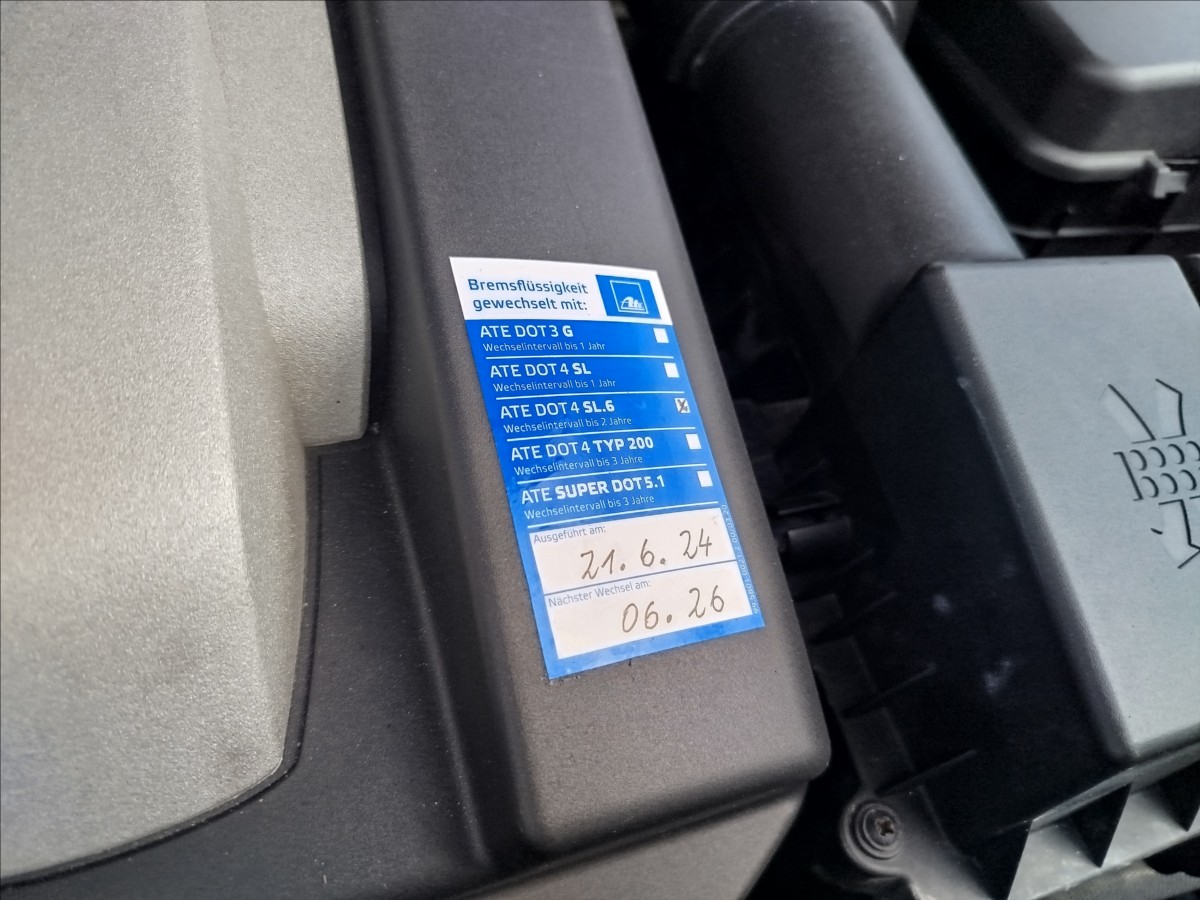 Bremsflüssigkeit
gewechselt mit:
Ate
ATE DOT 3 G
Wechselintervall bis 1 Jahr
ATE DOT 4 SL
Wechselintervall bis 1 Jahr
ATE DOT 4 SL.6
Wechselintervall bis 2 Jahre
ATE DOT 4 TYP 200
Wechselintervall bis 3 Jahre
ATE SUPER DOT 5.1
Wechselintervall bis 3 Jahre
Ausgeführt am:
21. 6. 24
Nächster Wechsel am:
06. 26